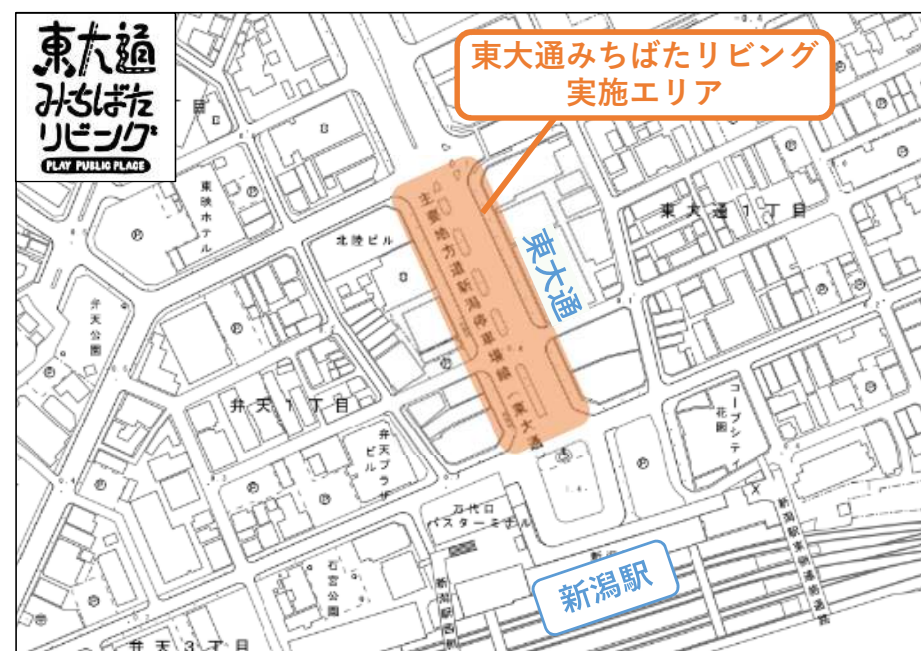 東大通
みちばた
リビング
PLAY PUBLIC PLACE
東大通みちばたリビング
実施エリア
東映ホテル
北陸ビル
東大通1丁目
東大通
主要地方道新潟停車場線(東大通
弁天公園
弁天1丁目
弁天プラザ
ビル
コープシティ
花園
万代口
バスターミナル
石宮公園
新潟駅
弁天3丁目